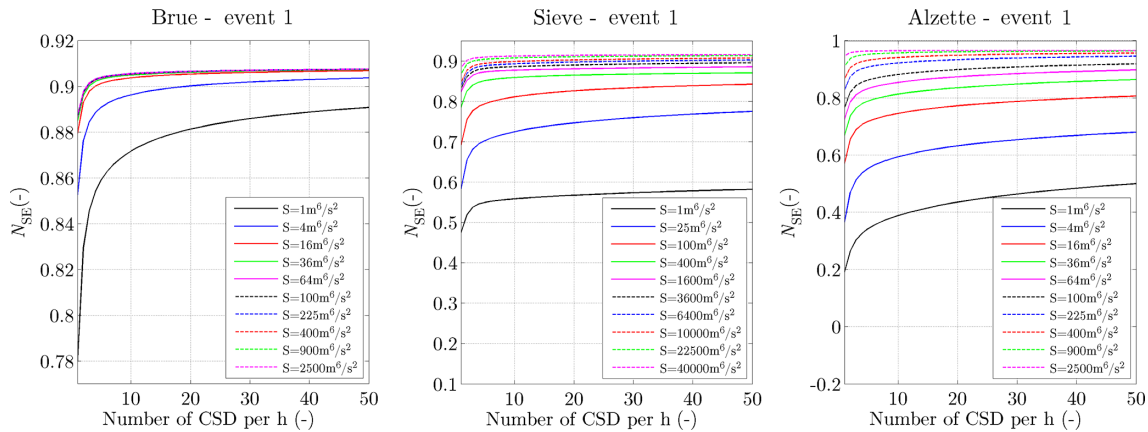 Brue - event 1
0.92
0.9
0.88
0.86
0.84
0.82
0.8
0.78
N_SE(-)
S=1m⁶/s²
S=4m⁶/s²
S=16m⁶/s²
S=36m⁶/s²
S=64m⁶/s²
S=100m⁶/s²
S=225m⁶/s²
S=400m⁶/s²
S=900m⁶/s²
S=2500m⁶/s²
10 20 30 40 50
Number of CSD per h (-)
Sieve - event 1
0.9
0.8
0.7
0.6
0.5
0.4
0.3
0.2
0.1
N_SE(-)
S=1m⁶/s²
S=25m⁶/s²
S=100m⁶/s²
S=400m⁶/s²
S=1600m⁶/s²
S=3600m⁶/s²
S=6400m⁶/s²
S=10000m⁶/s²
S=22500m⁶/s²
S=40000m⁶/s²
10 20 30 40 50
Number of CSD per h (-)
Alzette - event 1
1
0.8
0.6
0.4
0.2
0
-0.2
N_SE(-)
S=1m⁶/s²
S=4m⁶/s²
S=16m⁶/s²
S=36m⁶/s²
S=64m⁶/s²
S=100m⁶/s²
S=225m⁶/s²
S=400m⁶/s²
S=900m⁶/s²
S=2500m⁶/s²
10 20 30 40 50
Number of CSD per h (-)